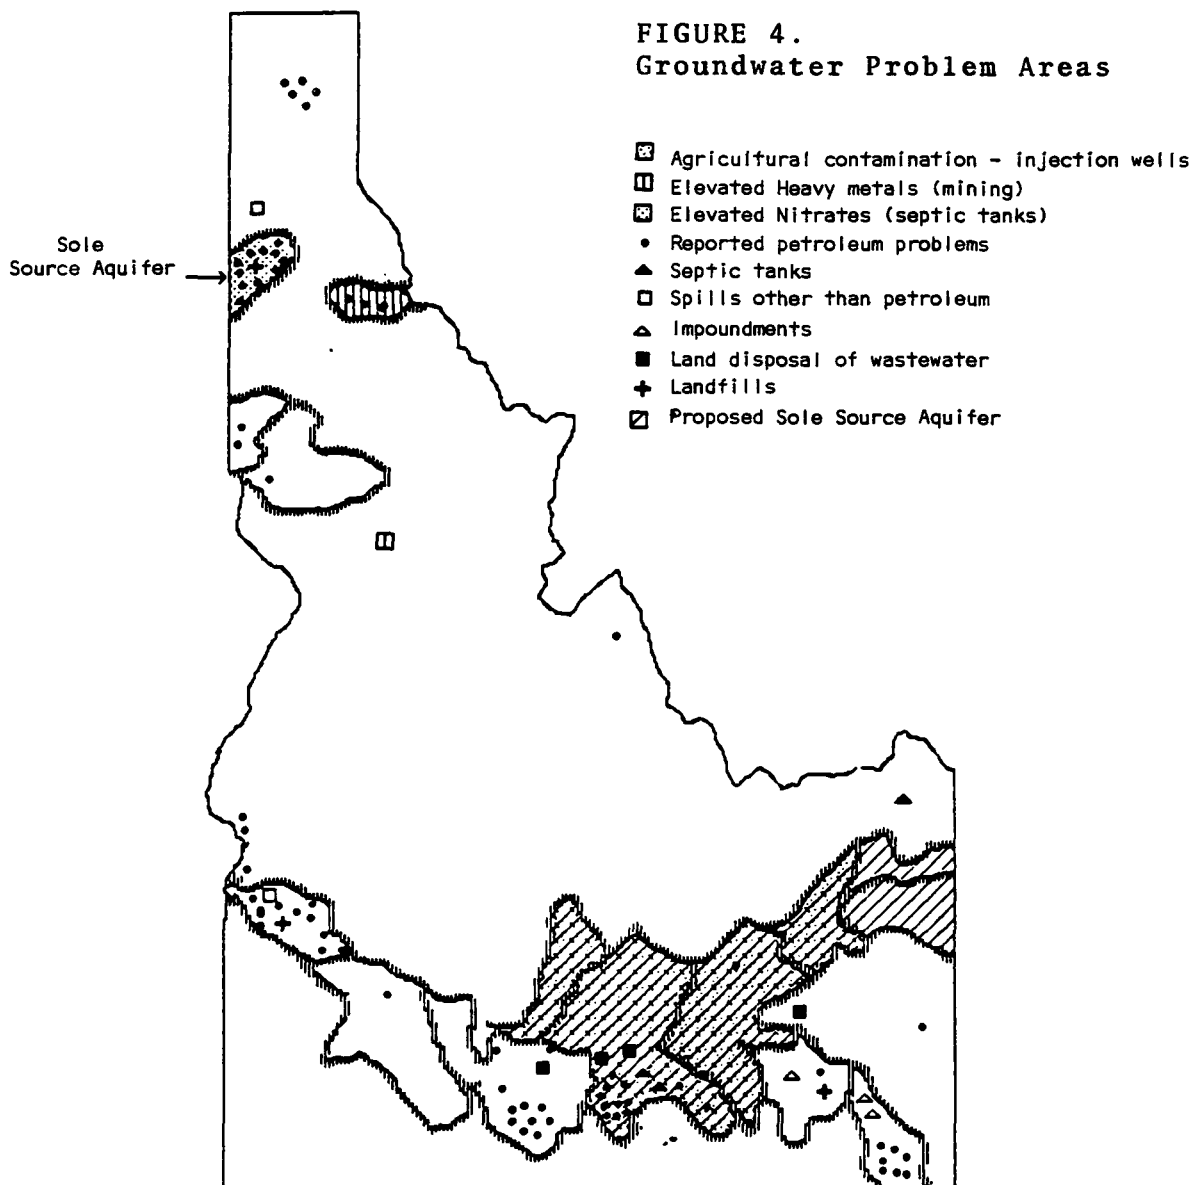 FIGURE 4.
Groundwater Problem Areas
Agricultural contamination - injection wells
Elevated Heavy metals (mining)
Elevated Nitrates (septic tanks)
Reported petroleum problems
Septic tanks
Spills other than petroleum
Impoundments
Land disposal of wastewater
Landfills
Proposed Sole Source Aquifer
Sole
Source Aquifer